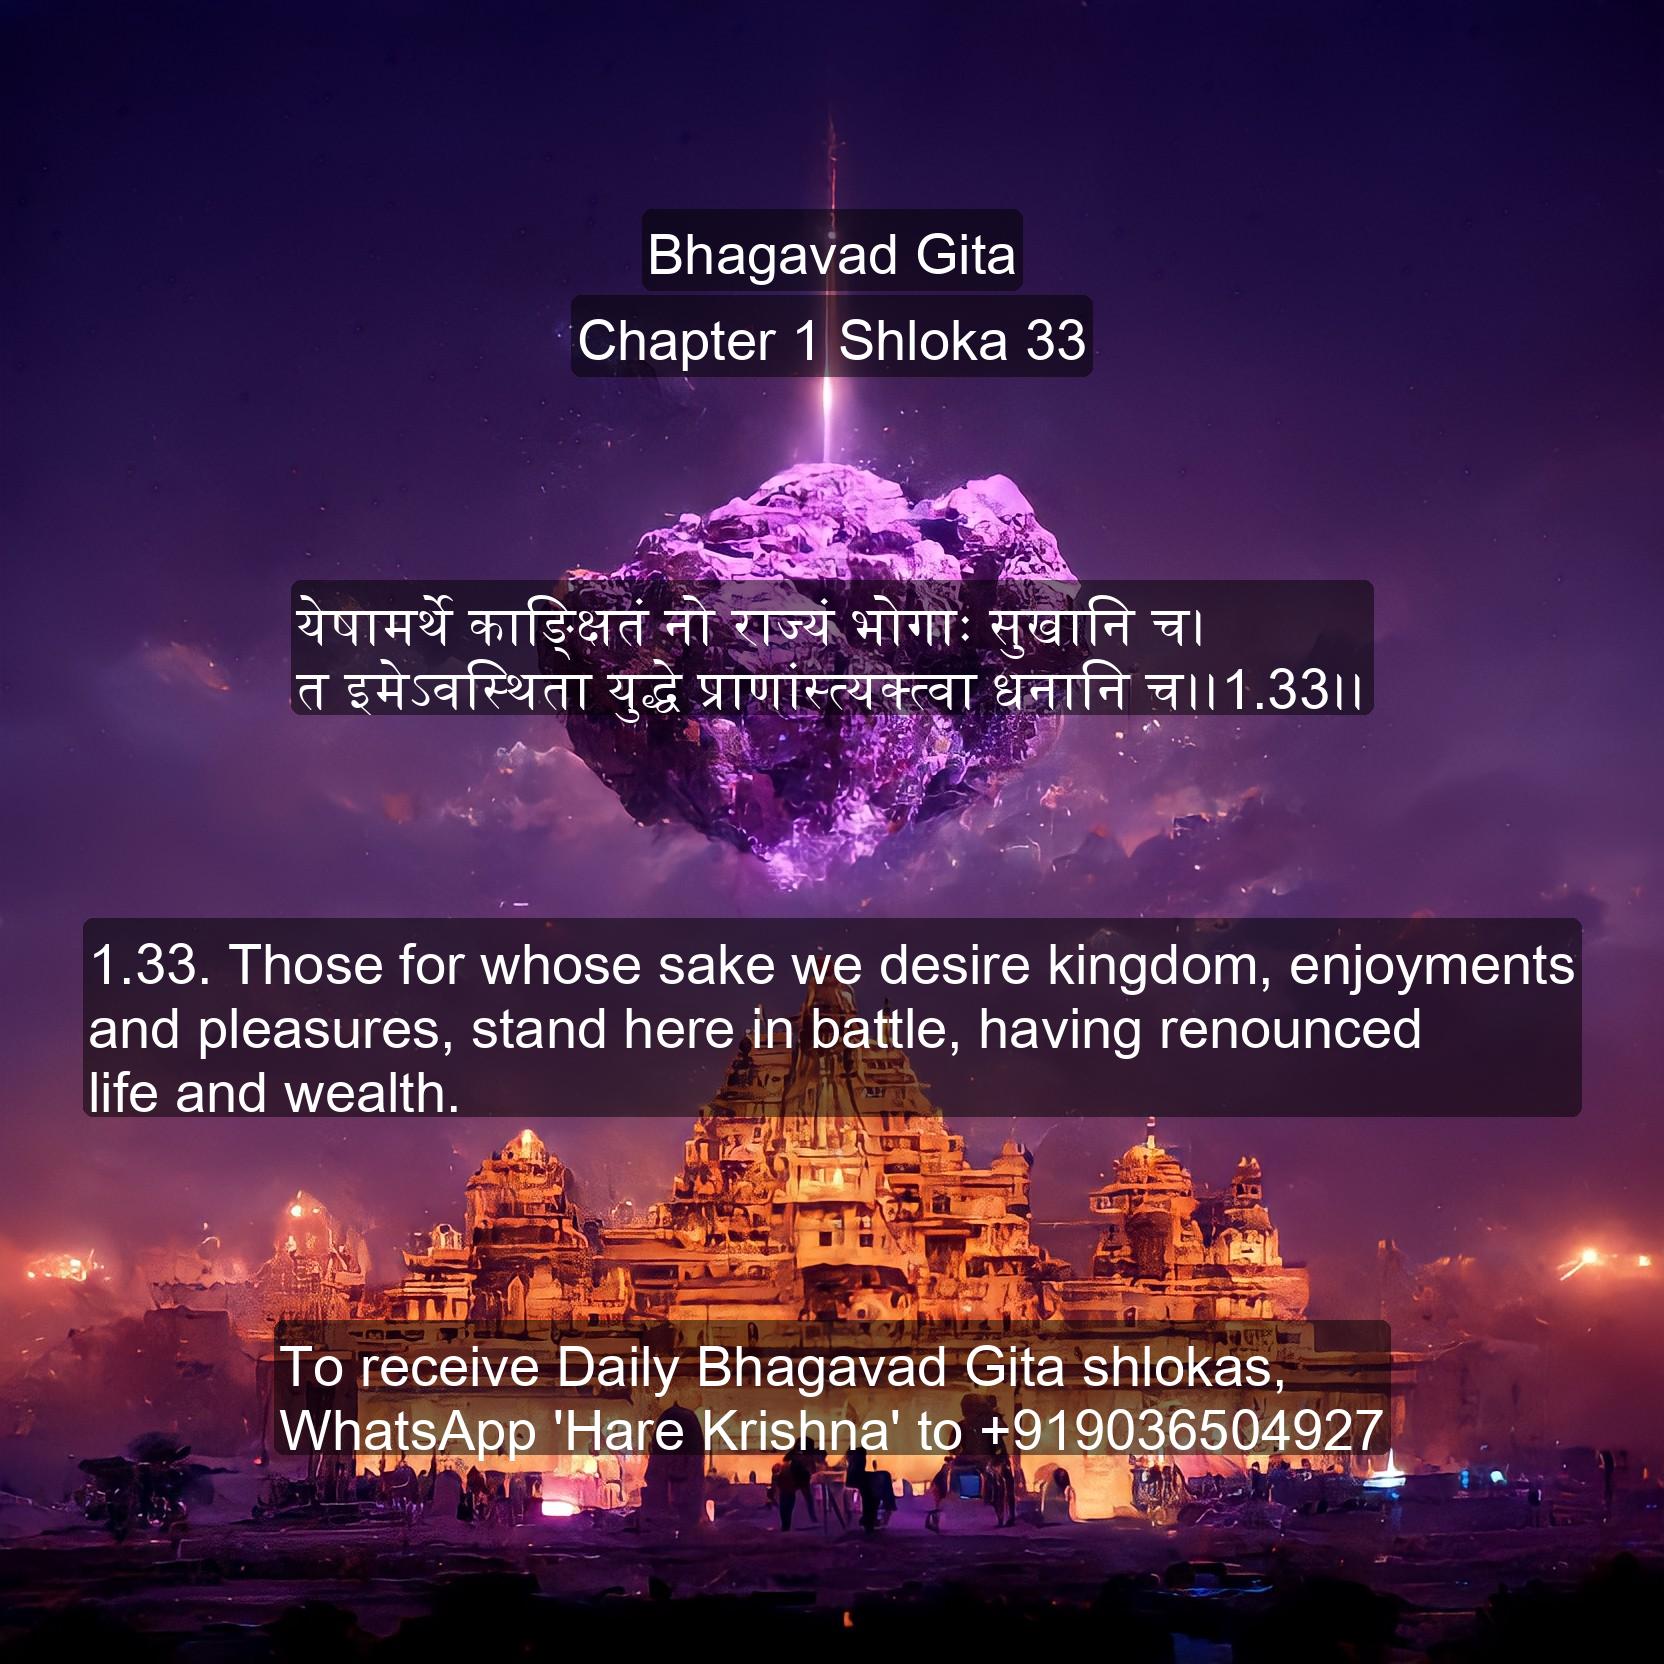 Bhagavad Gita
Chapter 1 Shloka 33
येषामर्थे काङ्क्षितं नो राज्यं भोगाः सुखानि च।
त इमेऽवस्थिता युद्धे प्राणांस्त्यक्त्वा धनानि च।।1.33।।
1.33. Those for whose sake we desire kingdom, enjoyments
and pleasures, stand here in battle, having renounced
life and wealth.
To receive Daily Bhagavad Gita shlokas,
WhatsApp 'Hare Krishna' to +919036504927